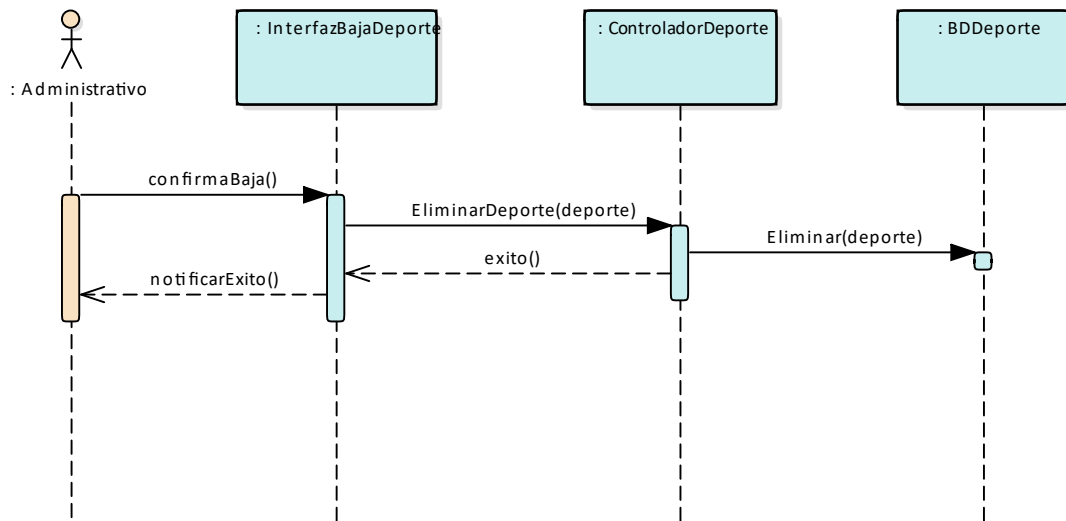 : InterfazBajaDeporte
: ControladorDeporte
: BDDeporte
: Administrativo
confirmaBaja()
EliminarDeporte(deporte)
Eliminar(deporte)
exito()
notificarExito()